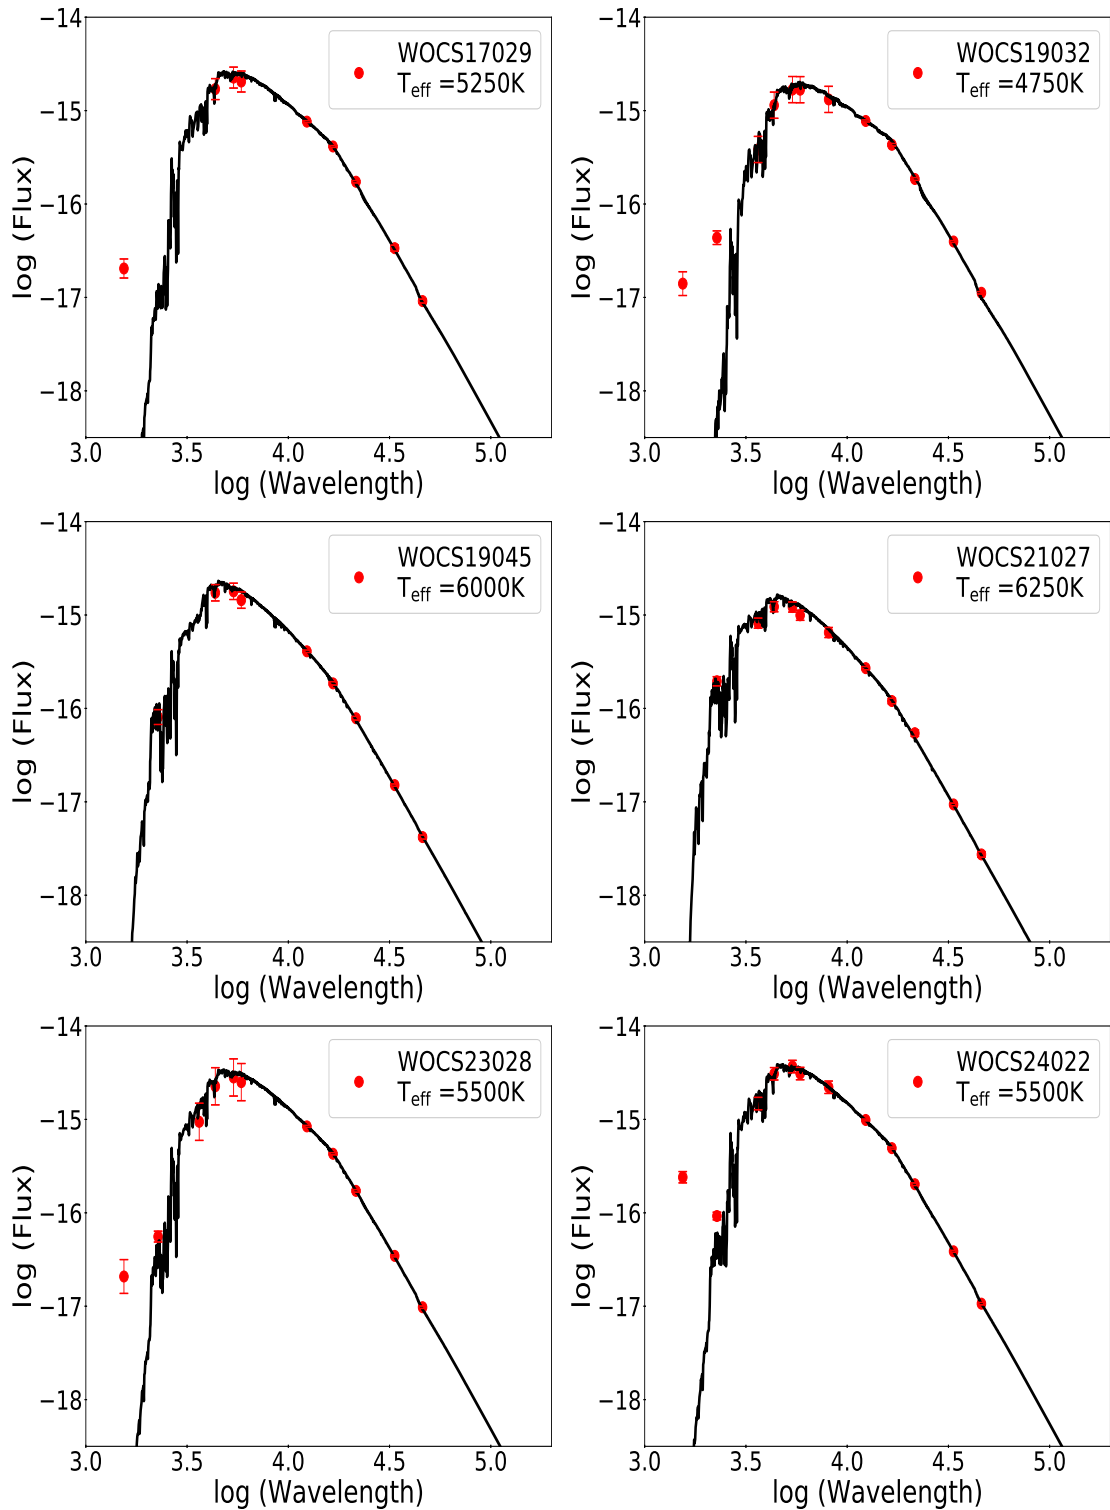 WOCS17029
T_eff =5250K
−14
−15
−16
−17
−18
log (Flux)
3.0 3.5 4.0 4.5 5.0
log (Wavelength)
WOCS19032
T_eff =4750K
−14
−15
−16
−17
−18
log (Flux)
3.0 3.5 4.0 4.5 5.0
log (Wavelength)
WOCS19045
T_eff =6000K
−14
−15
−16
−17
−18
log (Flux)
3.0 3.5 4.0 4.5 5.0
log (Wavelength)
WOCS21027
T_eff =6250K
−14
−15
−16
−17
−18
log (Flux)
3.0 3.5 4.0 4.5 5.0
log (Wavelength)
WOCS23028
T_eff =5500K
−14
−15
−16
−17
−18
log (Flux)
3.0 3.5 4.0 4.5 5.0
log (Wavelength)
WOCS24022
T_eff =5500K
−14
−15
−16
−17
−18
log (Flux)
3.0 3.5 4.0 4.5 5.0
log (Wavelength)